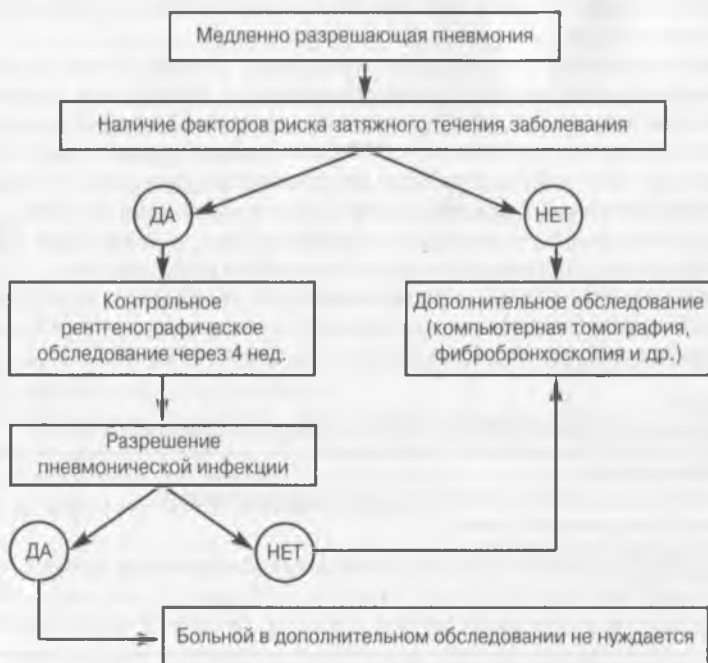 Медленно разрешающая пневмония
Наличие факторов риска затяжного течения заболевания
ДА
НЕТ
Контрольное
рентгенографическое
обследование через 4 нед.
Дополнительное обследование
(компьютерная томография,
фибробронхоскопия и др.)
Разрешение
пневмонической инфекции
ДА
НЕТ
Больной в дополнительном обследовании не нуждается